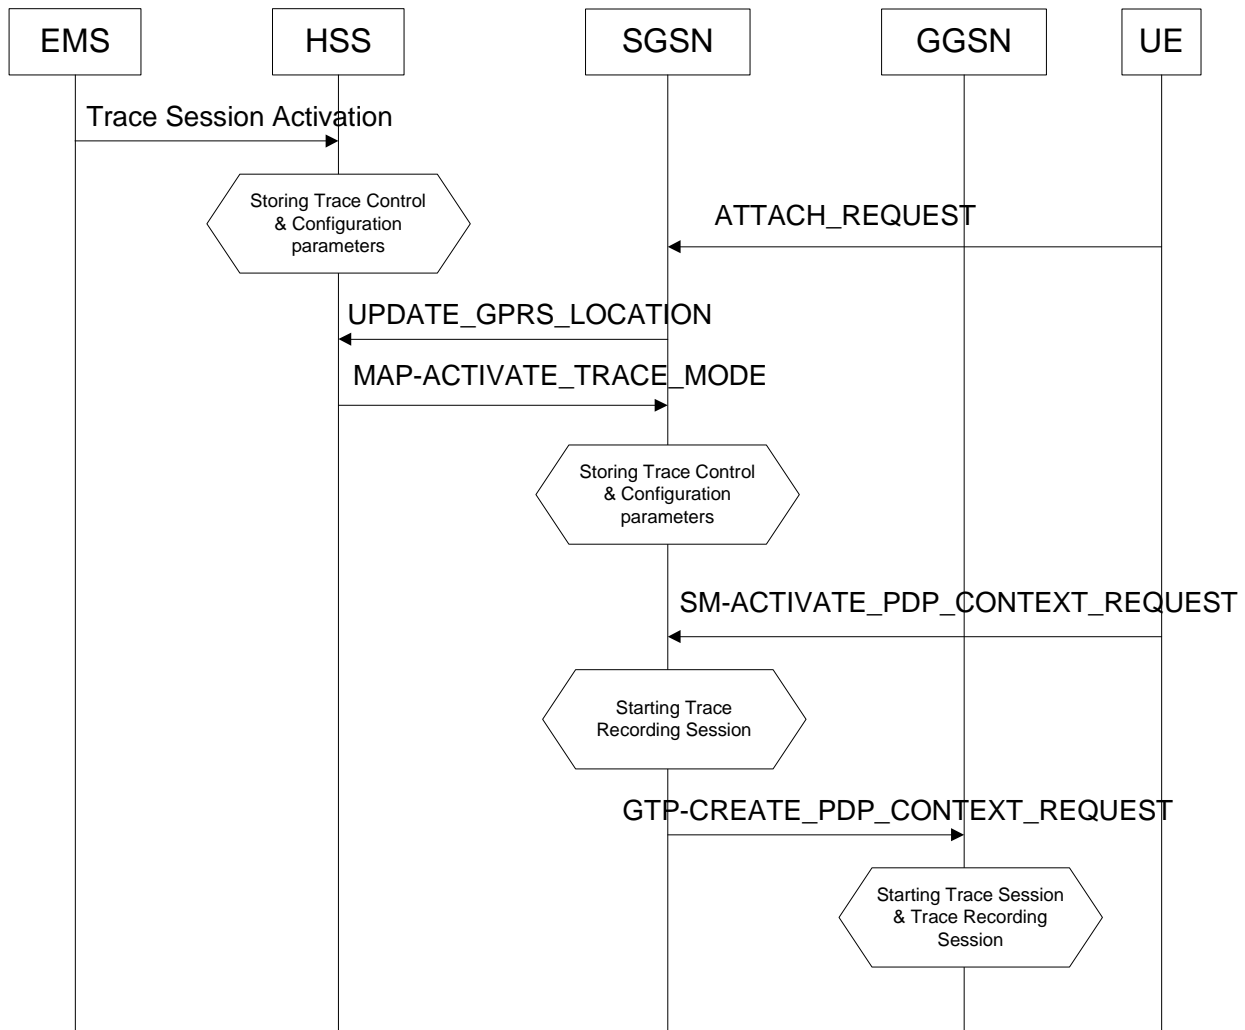 EMS
HSS
SGSN
GGSN
UE
Trace Session Activation
Storing Trace Control
& Configuration
parameters
ATTACH_REQUEST
UPDATE_GPRS_LOCATION
MAP-ACTIVATE_TRACE_MODE
Storing Trace Control
& Configuration
parameters
SM-ACTIVATE_PDP_CONTEXT_REQUEST
Starting Trace
Recording Session
GTP-CREATE_PDP_CONTEXT_REQUEST
Starting Trace Session
& Trace Recording
Session